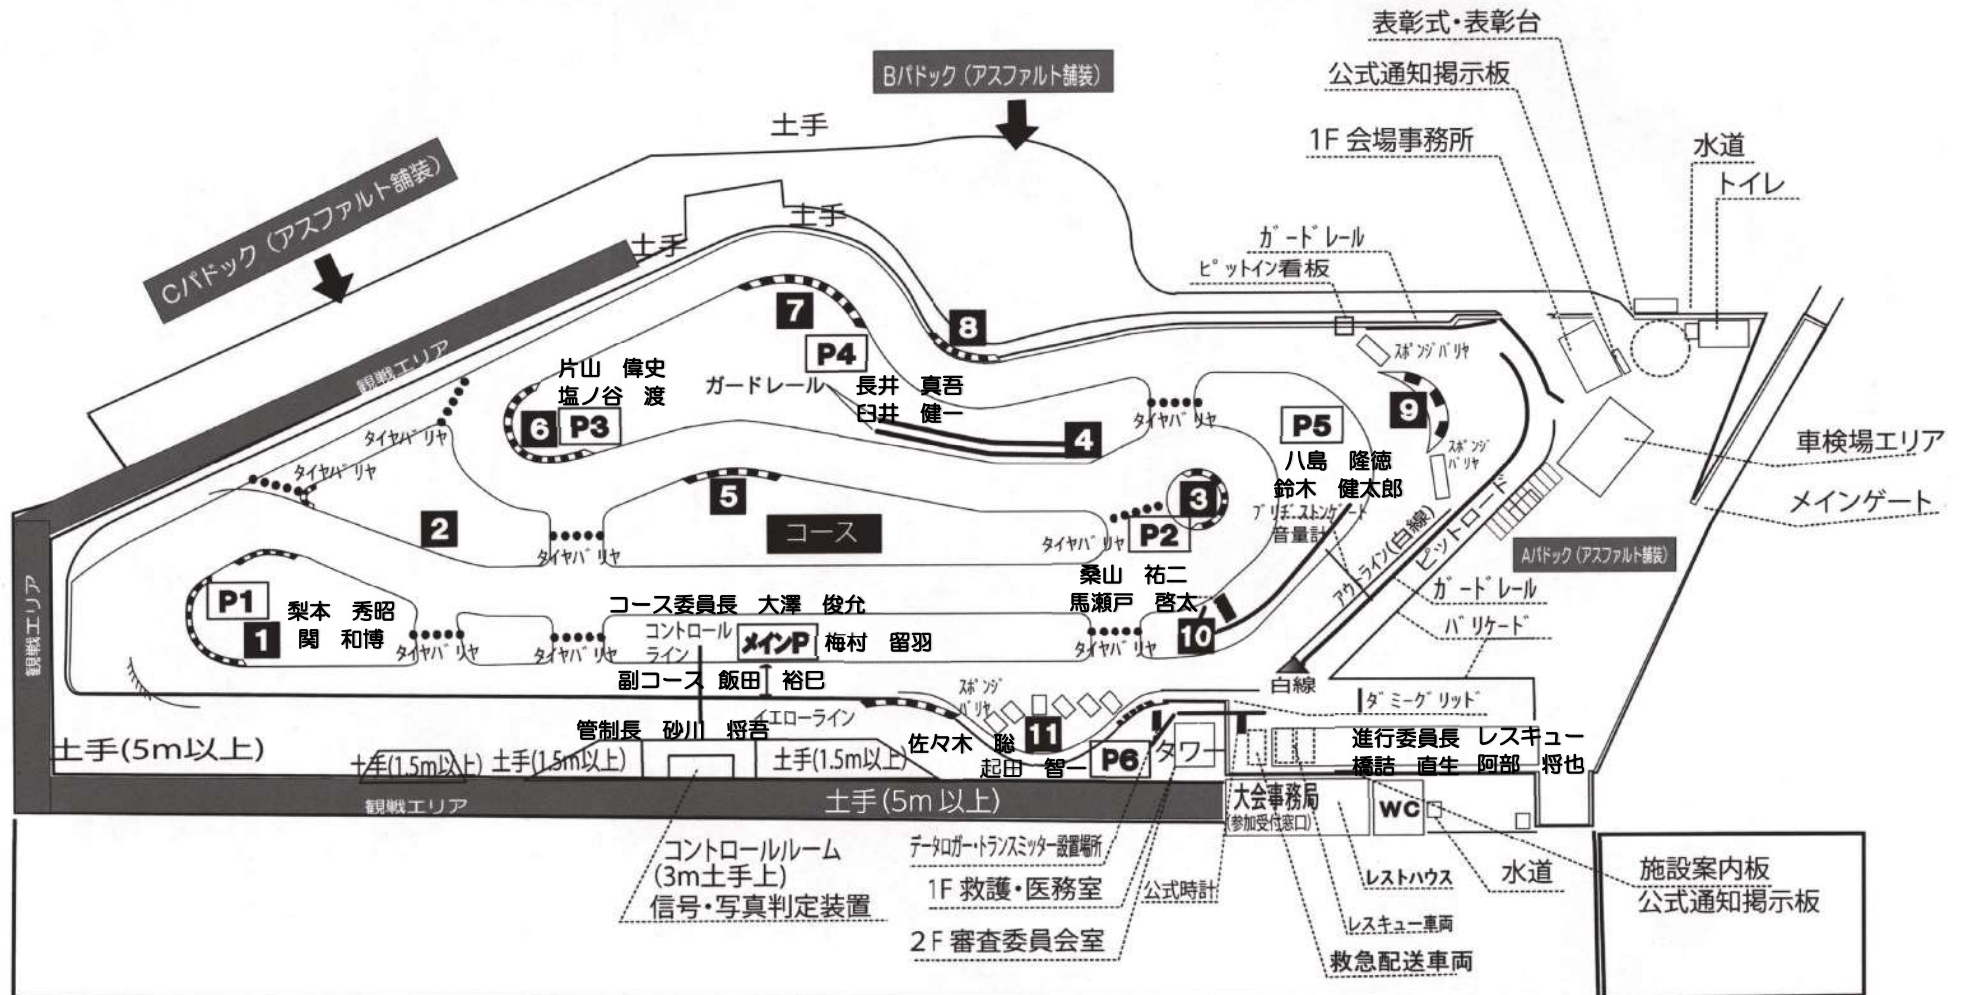 表彰式・表彰台
公式通知掲示板
1F 会場事務所
水道
トイレ
Bパドック（アスファルト舗装）
土手
Cパドック（アスファルト舗装）
土手
土手
ガードレール
ピットイン看板
観戦エリア
7
8
P4
片山 偉史
塩ノ谷 渡
ガードレール
長井 真吾
臼井 健一
スポンジバリヤ
9
6
P3
4
タイヤバリヤ
P5
タイヤバリヤ
タイヤバリヤ
八島 隆徳
鈴木 健太郎
スポンジ
バリヤ
車検場エリア
メインゲート
5
3
2
コース
P2
タイヤバリヤ
タイヤバリヤ
ブリヂストンゲート
音量計
アウトライン(白線)
ピットロード
Aパドック（アスファルト舗装）
ガードレール
バリケード
桑山 祐二
馬瀬戸 啓太
P1
梨本 秀昭
関 和博
1
コース委員長 大澤 俊允
コントロール
ライン
メインP
梅村 留羽
10
タイヤバリヤ
タイヤバリヤ
タイヤバリヤ
観戦エリア
副コース 飯田 裕巳
スポンジ
バリヤ
白線
ダミーグリッド
イエローライン
管制長 砂川 将吾
11
佐々木 聡
起田 智一
P6
タワー
進行委員長 レスキュー
橋詰 直生 阿部 将也
土手(5m以上)
土手(1.5m以上)
土手(1.5m以上)
土手(1.5m以上)
観戦エリア
土手(5m以上)
大会事務局
(参加受付窓口)
WC
コントロールルーム
(3m土手上)
信号・写真判定装置
データロガー・トランスミッター設置場所
1F 救護・医務室
2F 審査委員会室
公式時計
レストハウス
水道
レスキュー車両
救急配送車両
施設案内板
公式通知掲示板